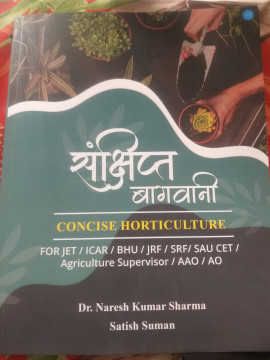 संक्षिप्त
बागवानी
CONCISE HORTICULTURE
FOR JET / ICAR / BHU / JRF / SRF/ SAU CET /
Agriculture Supervisor / AAO / AO
Dr. Naresh Kumar Sharma
Satish Suman